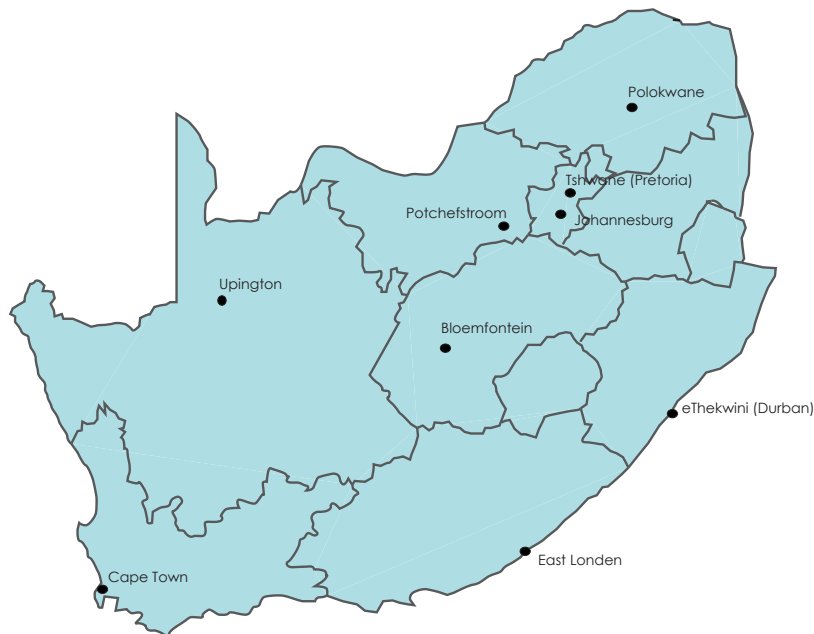 Polokwane
Tshwane (Pretoria)
Potchefstroom
Johannesburg
Upington
Bloemfontein
eThekwini (Durban)
East Londen
Cape Town